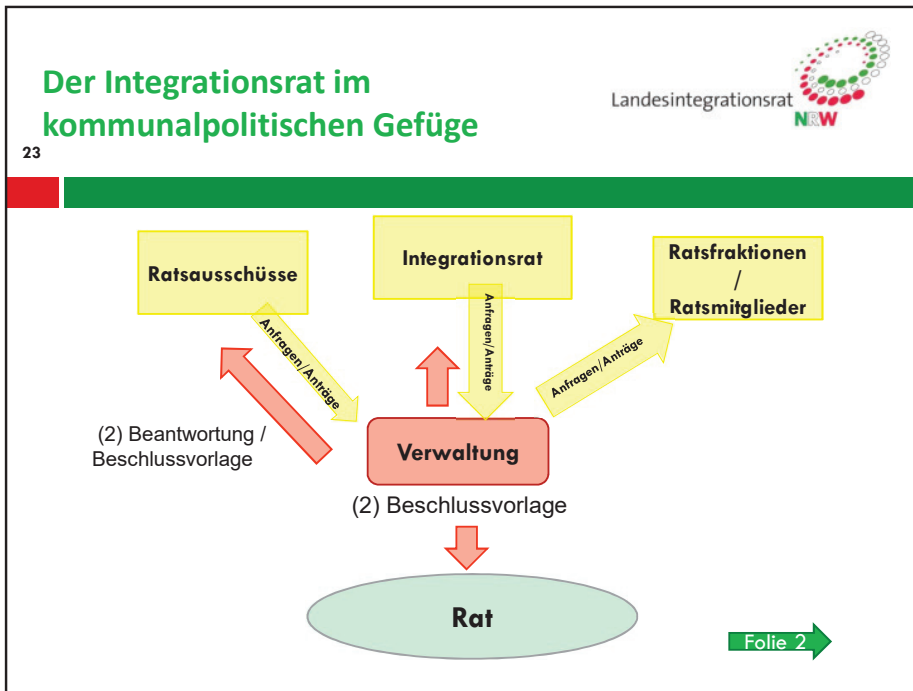 Der Integrationsrat im
kommunalpolitischen Gefüge
Landesintegrationsrat
NRW
23
Ratsausschüsse
Integrationsrat
Ratsfraktionen
/
Ratsmitglieder
Anfragen/Anträge
Anfragen/Anträge
Anfragen/Anträge
(2) Beantwortung /
Beschlussvorlage
Verwaltung
(2) Beschlussvorlage
Rat
Folie 2